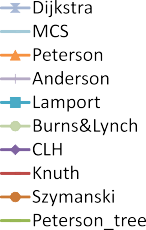 Dijkstra
MCS
Peterson
Anderson
Lamport
Burns&Lynch
CLH
Knuth
Szymanski
Peterson_tree